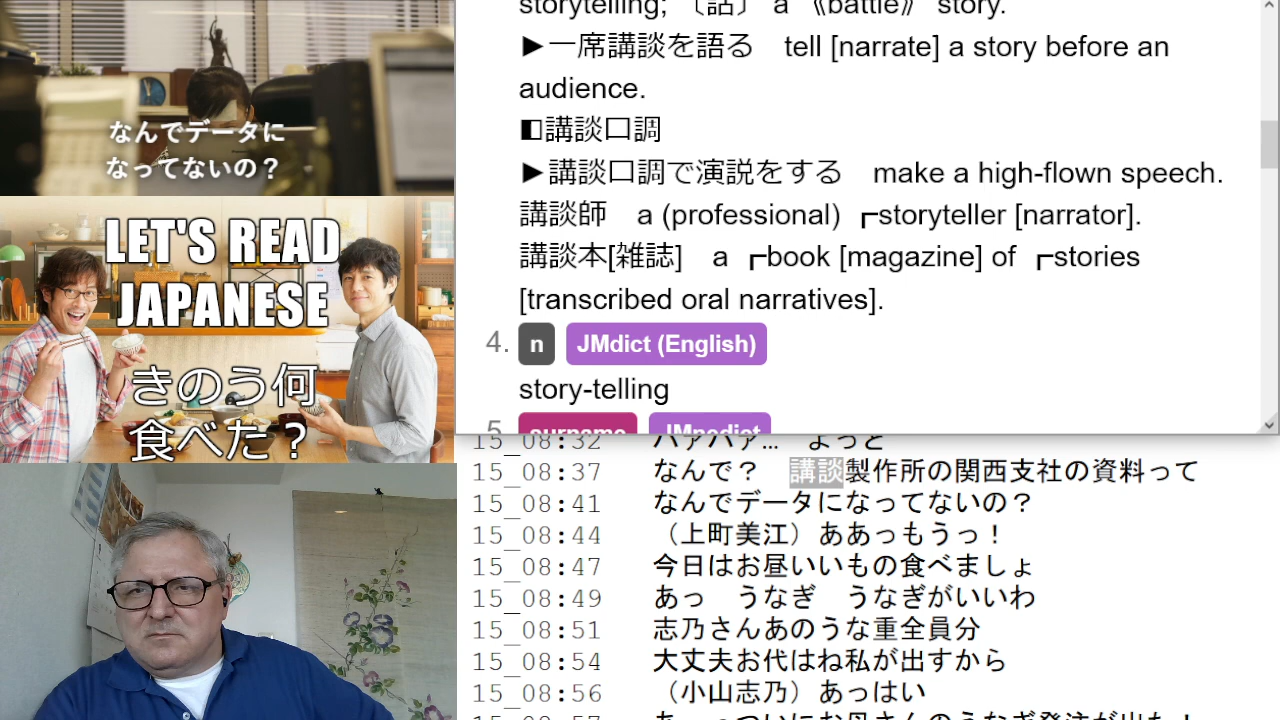 なんでデータに
なってないの？
LET'S READ
JAPANESE
きのう何
食べた？
storytelling; 〔話〕 a 《battle》 story.
►一席講談を語る tell [narrate] a story before an
audience.
◧講談口調
►講談口調で演説をする make a high-flown speech.
講談師 a (professional) ┏storyteller [narrator].
講談本[雑誌] a ┏book [magazine] of ┏stories
[transcribed oral narratives].
4. n JMdict (English)
story-telling
5. surname JMnedict
15_08:32 ハァハァ… よっと
15_08:37 なんで？ 講談製作所の関西支社の資料って
15_08:41 なんでデータになってないの？
15_08:44 （上町美江）ああっもうっ！
15_08:47 今日はお昼いいもの食べましょ
15_08:49 あっ うなぎ うなぎがいいわ
15_08:51 志乃さんあのうな重全員分
15_08:54 大丈夫お代はね私が出すから
15_08:56 （小山志乃）あっはい